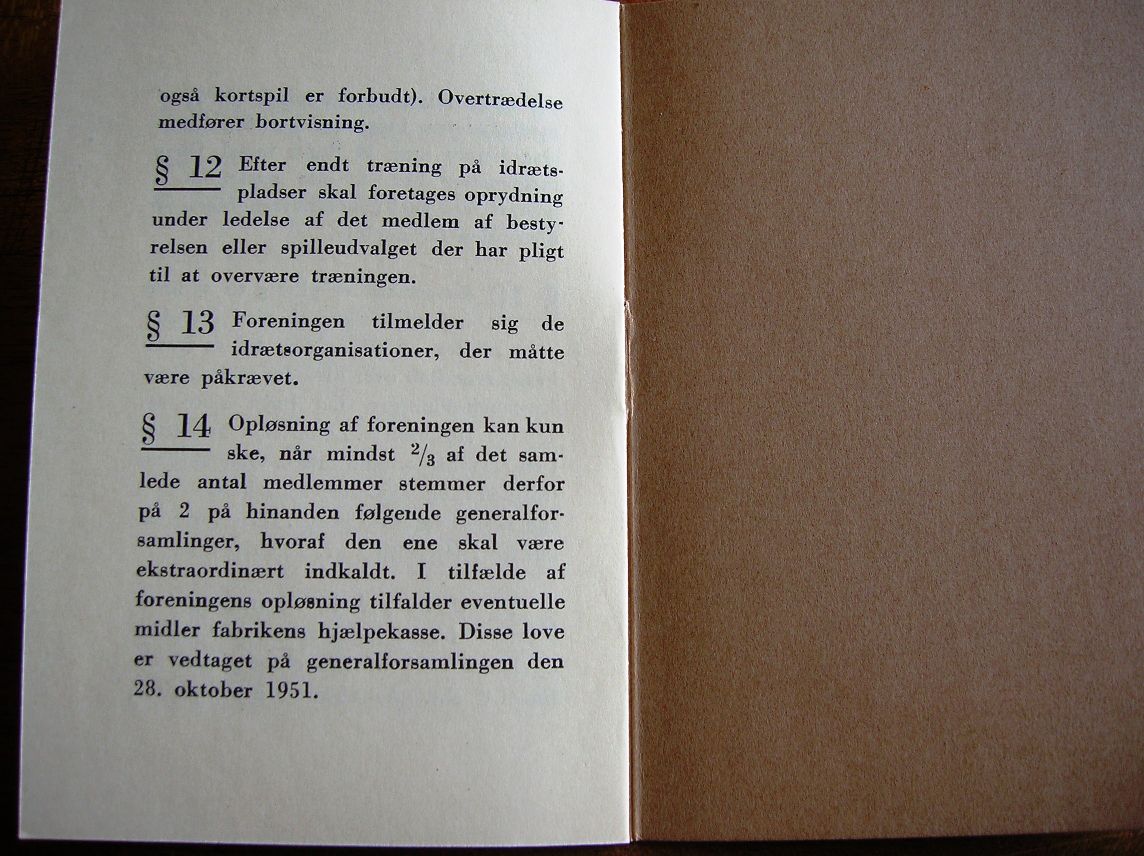 også kortspil er forbudt). Overtrædelse
medfører bortvisning.
§ 12 Efter endt træning på idræts-
pladser skal foretages oprydning
under ledelse af det medlem af besty-
relsen eller spilleudvalget der har pligt
til at overvære træningen.
§ 13 Foreningen tilmelder sig de
idrætsorganisationer, der måtte
være påkrævet.
§ 14 Opløsning af foreningen kan kun
ske, når mindst 2/3 af det sam-
lede antal medlemmer stemmer derfor
på 2 på hinanden følgende generalfor-
samlinger, hvoraf den ene skal være
ekstraordinært indkaldt. I tilfælde af
foreningens opløsning tilfalder eventuelle
midler fabrikens hjælpekasse. Disse love
er vedtaget på generalforsamlingen den
28. oktober 1951.